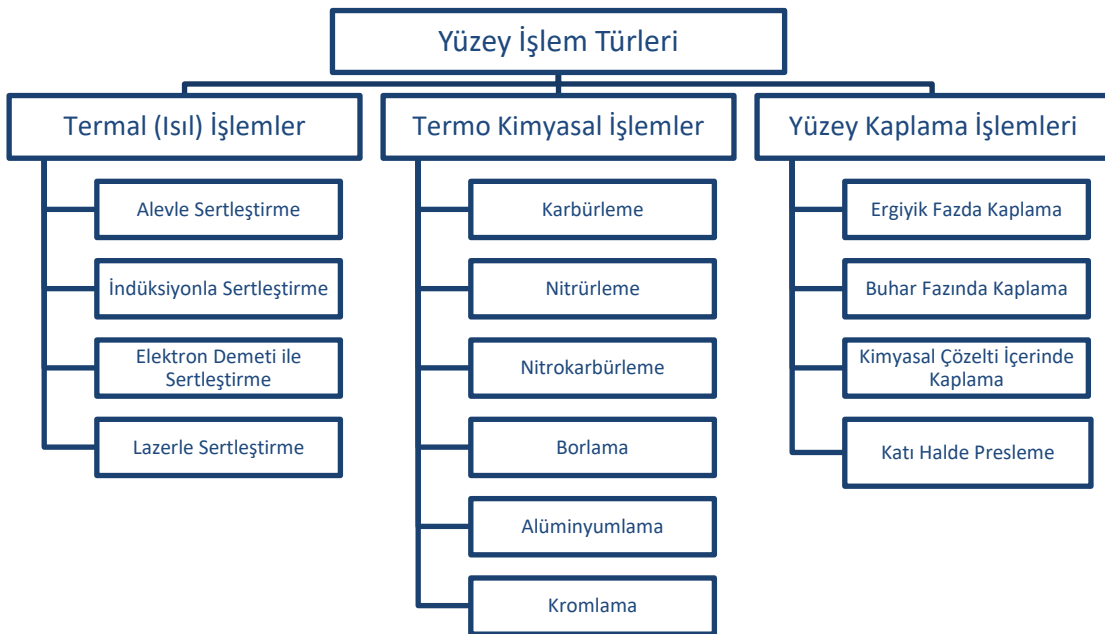 Yüzey İşlem Türleri
Termal (Isıl) İşlemler
Alevle Sertleştirme
İndüksiyonla Sertleştirme
Elektron Demeti ile
Sertleştirme
Lazerle Sertleştirme
Termo Kimyasal İşlemler
Karbürleme
Nitrürleme
Nitrokarbürleme
Borlama
Alüminyumlama
Kromlama
Yüzey Kaplama İşlemleri
Ergiyik Fazda Kaplama
Buhar Fazında Kaplama
Kimyasal Çözelti İçerinde
Kaplama
Katı Halde Presleme